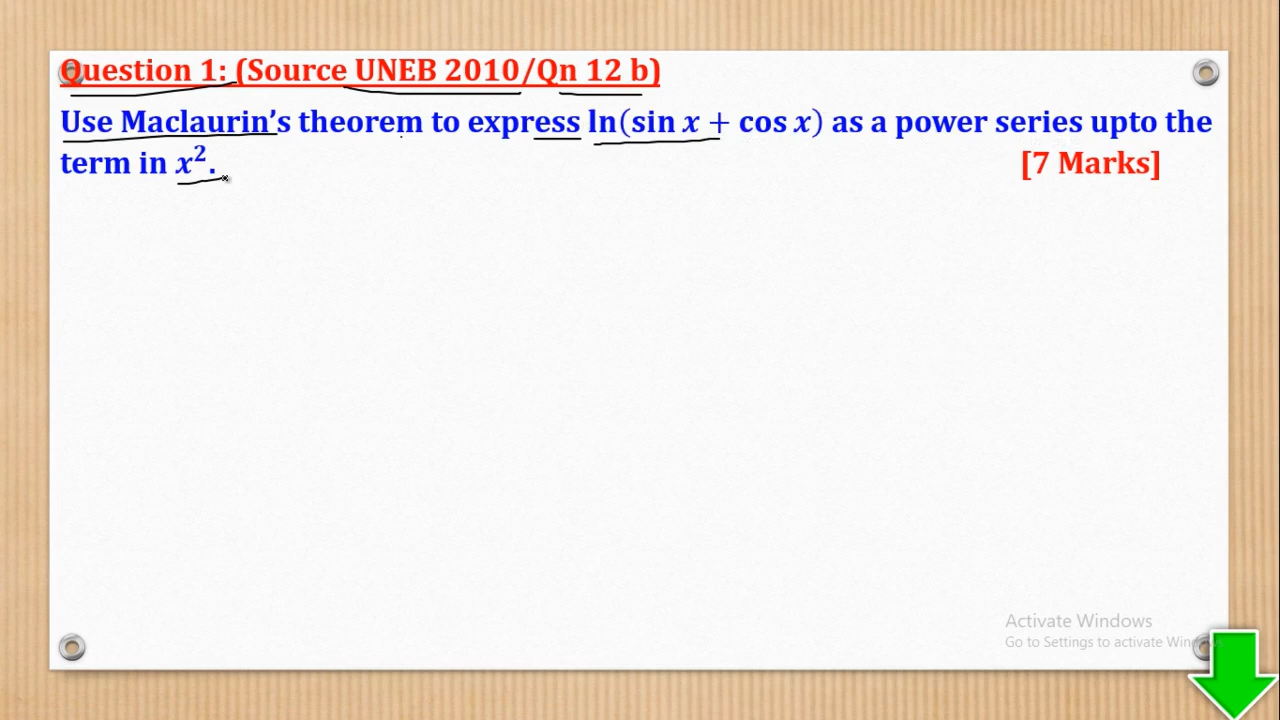 Question 1: (Source UNEB 2010/Qn 12 b)
Use Maclaurin’s theorem to express ln(sin x + cos x) as a power series upto the
term in x². [7 Marks]
Activate Windows
Go to Settings to activate Windows